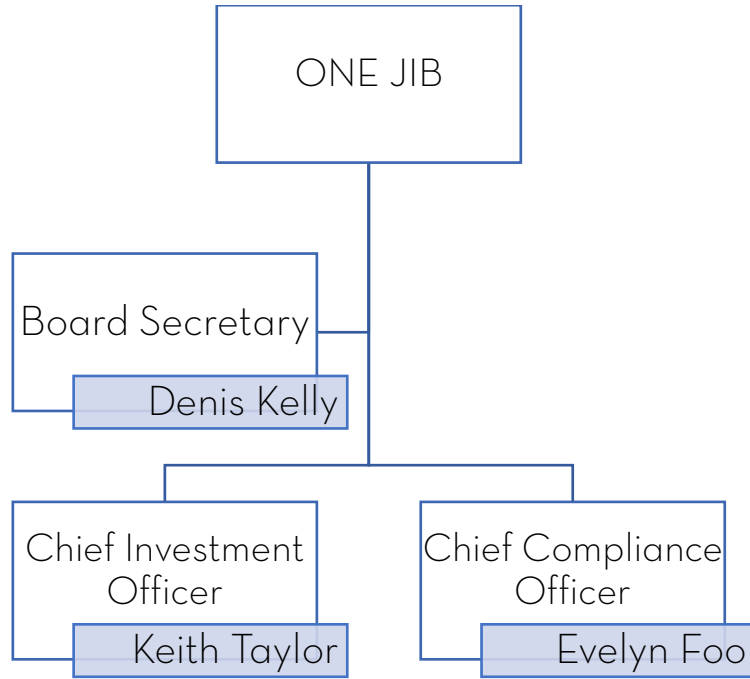 ONE JIB
Board Secretary
Denis Kelly
Chief Investment
Officer
Keith Taylor
Chief Compliance
Officer
Evelyn Foo